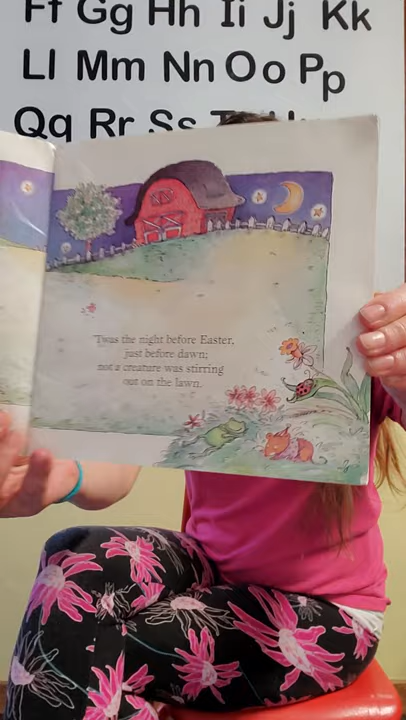 Ff Gg Hh Ii Jj Kk
Ll Mm Nn Oo Pp
Qq Rr Ss
'Twas the night before Easter,
just before dawn;
not a creature was stirring
out on the lawn.